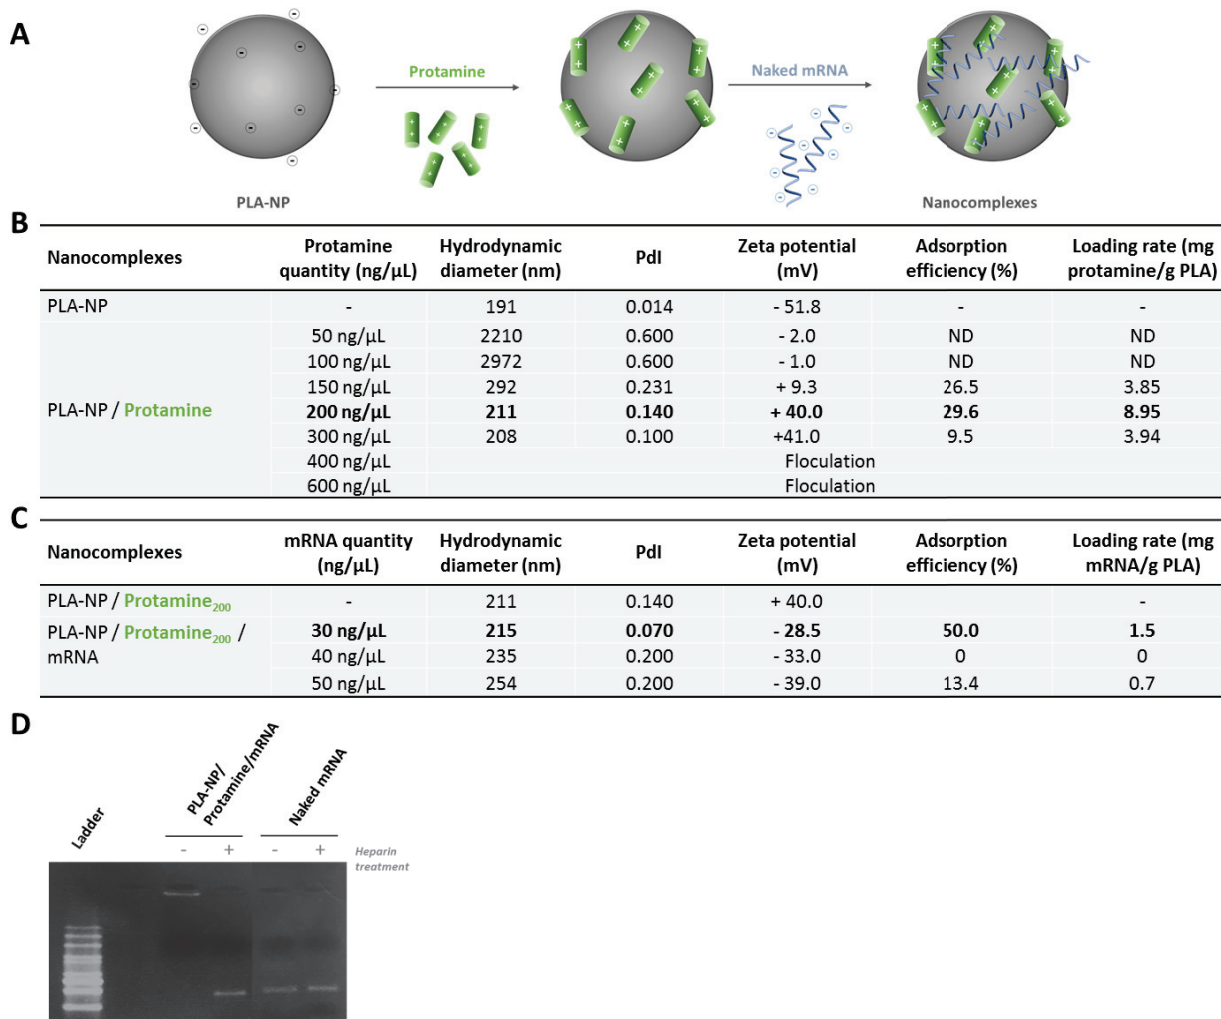 A
Protamine
Naked mRNA
PLA-NP
Nanocomplexes
B
Nanocomplexes Protamine quantity (ng/µL) Hydrodynamic diameter (nm) PdI Zeta potential (mV) Adsorption efficiency (%) Loading rate (mg protamine/g PLA)
PLA-NP - 191 0.014 - 51.8 - -
50 ng/µL 2210 0.600 - 2.0 ND ND
100 ng/µL 2972 0.600 - 1.0 ND ND
150 ng/µL 292 0.231 + 9.3 26.5 3.85
PLA-NP / Protamine 200 ng/µL 211 0.140 + 40.0 29.6 8.95
300 ng/µL 208 0.100 +41.0 9.5 3.94
400 ng/µL Floculation
600 ng/µL Floculation
C
Nanocomplexes mRNA quantity (ng/µL) Hydrodynamic diameter (nm) PdI Zeta potential (mV) Adsorption efficiency (%) Loading rate (mg mRNA/g PLA)
PLA-NP / Protamine200 - 211 0.140 + 40.0 -
PLA-NP / Protamine200 / 30 ng/µL 215 0.070 - 28.5 50.0 1.5
mRNA 40 ng/µL 235 0.200 - 33.0 0 0
50 ng/µL 254 0.200 - 39.0 13.4 0.7
D
Ladder
PLA-NP/
Protamine/mRNA
Naked mRNA
- + - + Heparin
treatment